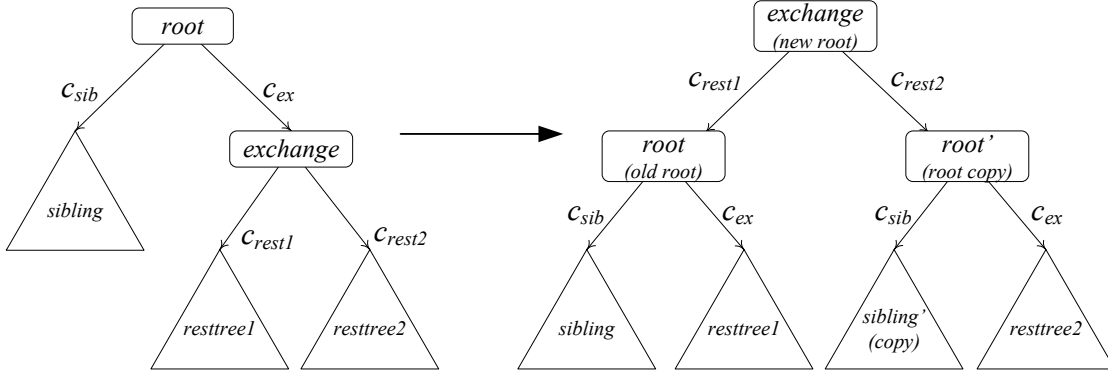 root
c_sib
c_ex
exchange
sibling
c_rest1
c_rest2
resttree1
resttree2
exchange
(new root)
c_rest1
c_rest2
root
(old root)
root’
(root copy)
c_sib
c_ex
c_sib
c_ex
sibling
resttree1
sibling’
(copy)
resttree2